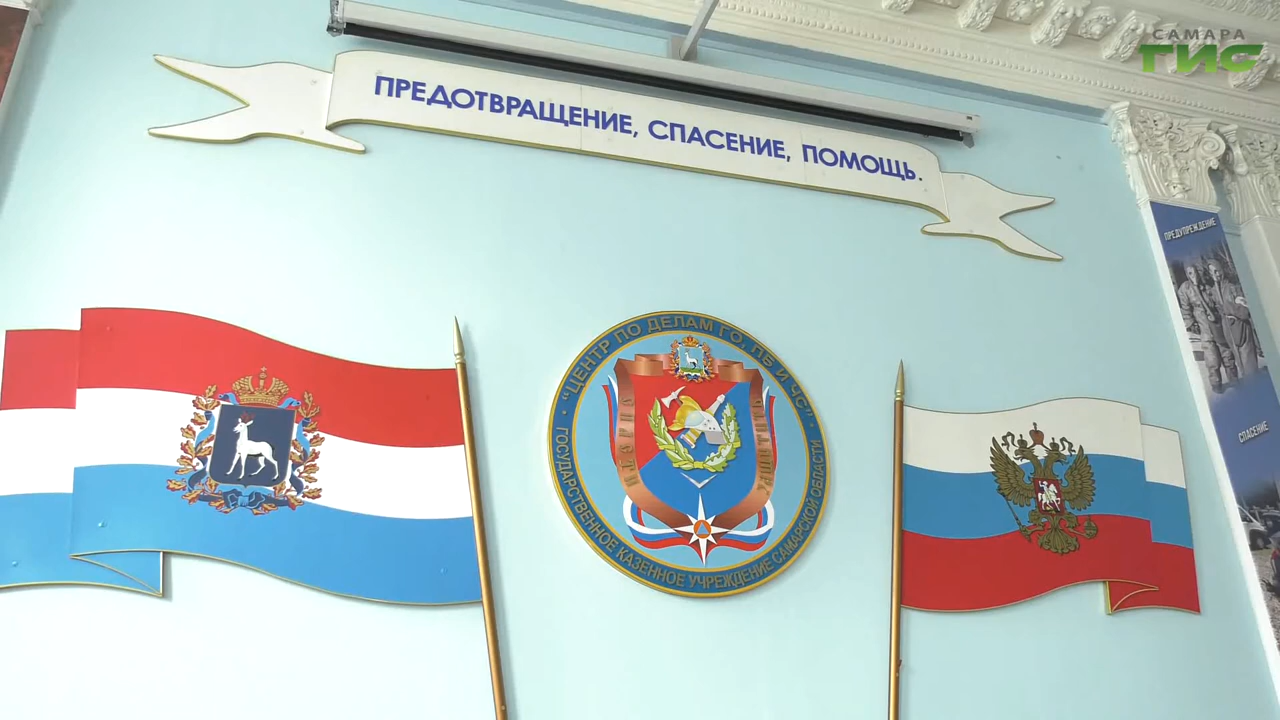 САМАРА
ГИС
ПРЕДОТВРАЩЕНИЕ, СПАСЕНИЕ, ПОМОЩЬ.
ПРЕДУПРЕЖДЕНИЕ
СПАСЕНИЕ
"ЦЕНТР ПО ДЕЛАМ ГО, ПБ И ЧС"
ГОСУДАРСТВЕННОЕ КАЗЕННОЕ УЧРЕЖДЕНИЕ САМАРСКОЙ ОБЛАСТИ